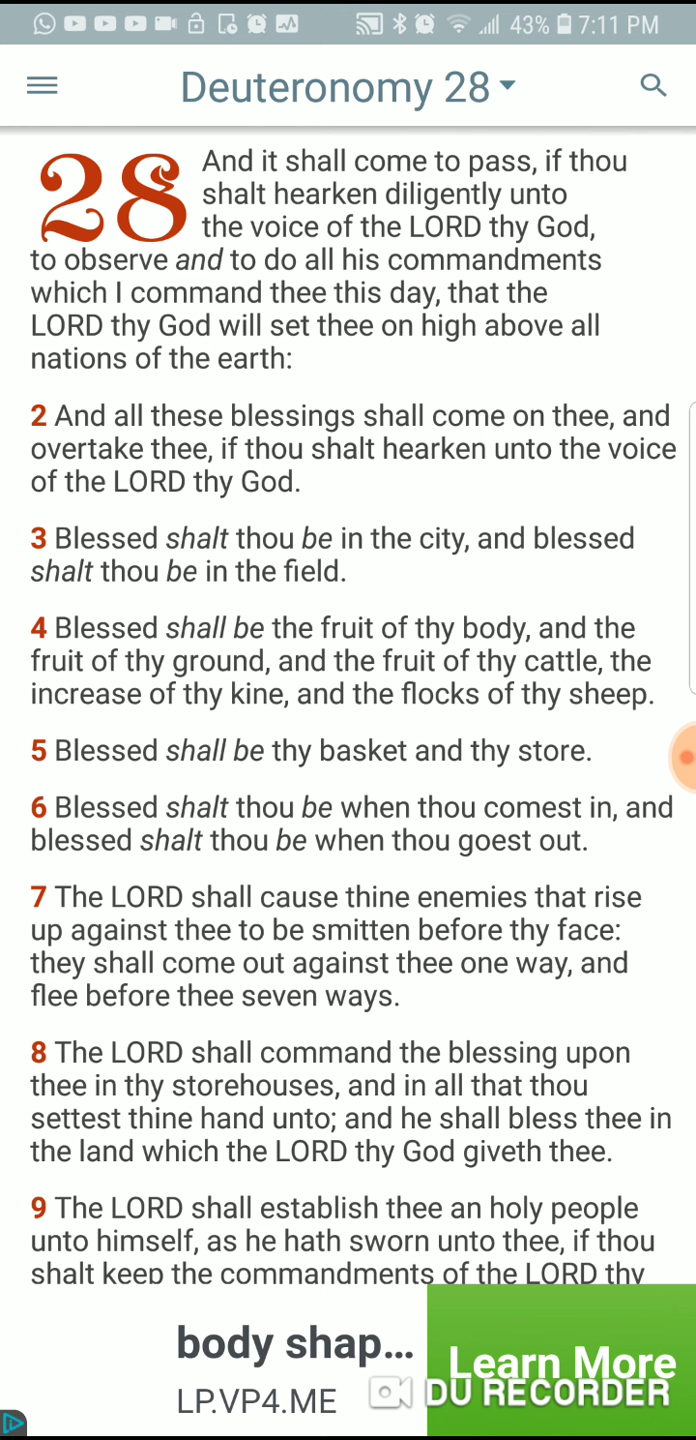 43% 7:11 PM
Deuteronomy 28
28 And it shall come to pass, if thou
shalt hearken diligently unto
the voice of the LORD thy God,
to observe and to do all his commandments
which I command thee this day, that the
LORD thy God will set thee on high above all
nations of the earth:
2 And all these blessings shall come on thee, and
overtake thee, if thou shalt hearken unto the voice
of the LORD thy God.
3 Blessed shalt thou be in the city, and blessed
shalt thou be in the field.
4 Blessed shall be the fruit of thy body, and the
fruit of thy ground, and the fruit of thy cattle, the
increase of thy kine, and the flocks of thy sheep.
5 Blessed shall be thy basket and thy store.
6 Blessed shalt thou be when thou comest in, and
blessed shalt thou be when thou goest out.
7 The LORD shall cause thine enemies that rise
up against thee to be smitten before thy face:
they shall come out against thee one way, and
flee before thee seven ways.
8 The LORD shall command the blessing upon
thee in thy storehouses, and in all that thou
settest thine hand unto; and he shall bless thee in
the land which the LORD thy God giveth thee.
9 The LORD shall establish thee an holy people
unto himself, as he hath sworn unto thee, if thou
shalt keep the commandments of the LORD thy
body shap...
Learn More
LP.VP4.ME
DU RECORDER